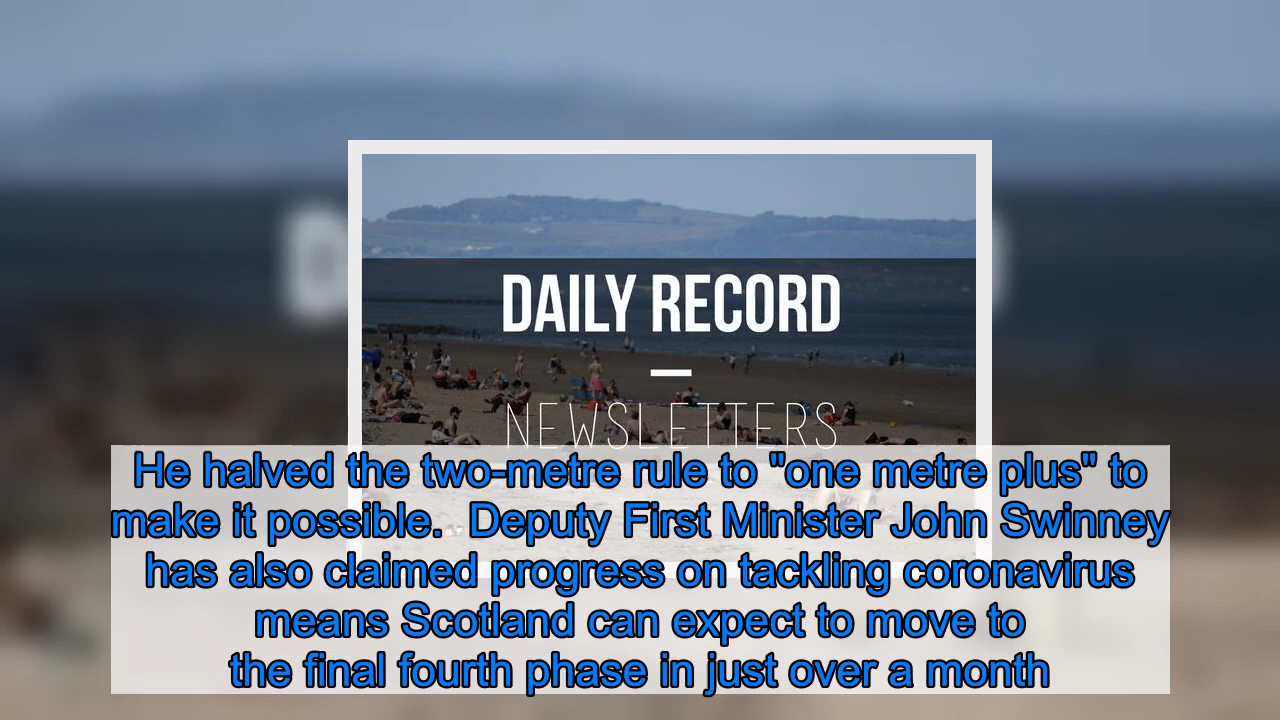 DAILY RECORD
NEWSLETTERS
He halved the two-metre rule to "one metre plus" to
make it possible.  Deputy First Minister John Swinney
has also claimed progress on tackling coronavirus
means Scotland can expect to move to
the final fourth phase in just over a month